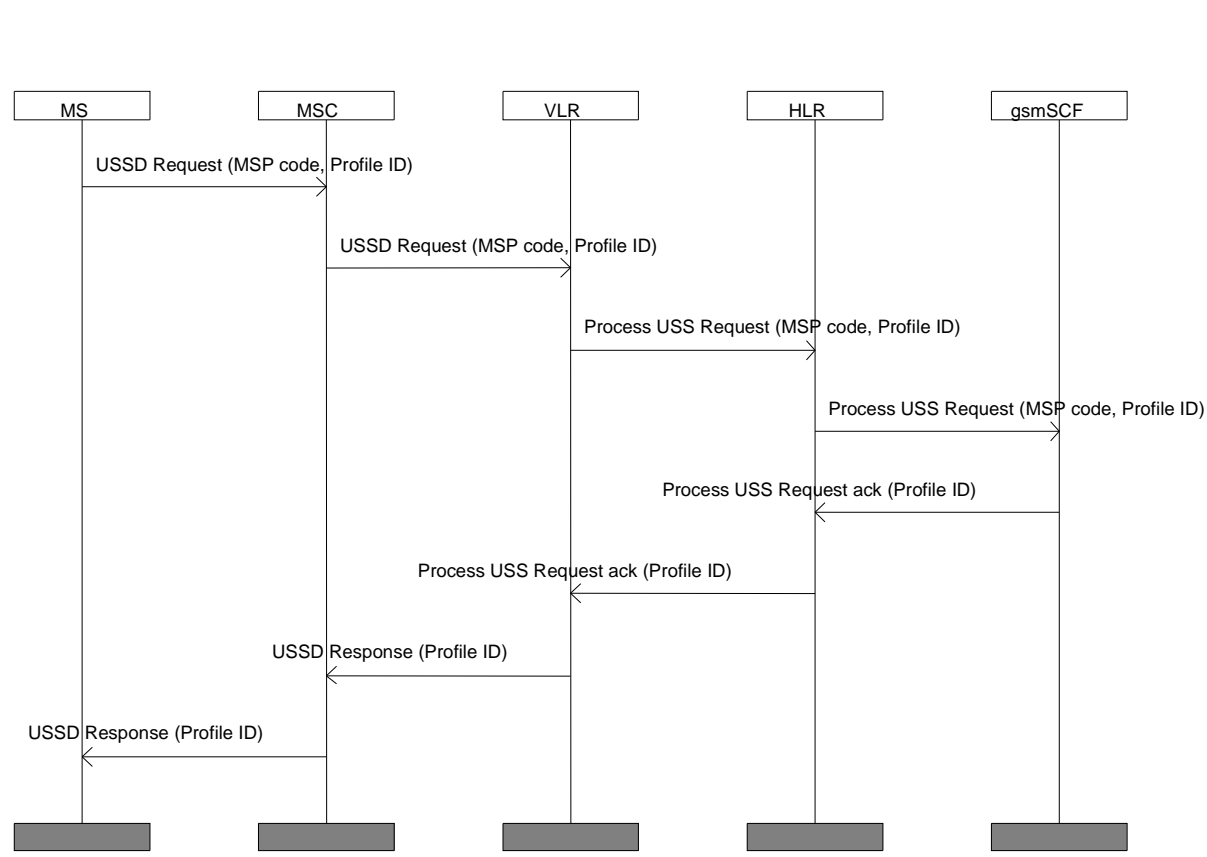 MS
MSC
VLR
HLR
gsmSCF
USSD Request (MSP code, Profile ID)
USSD Request (MSP code, Profile ID)
Process USS Request (MSP code, Profile ID)
Process USS Request (MSP code, Profile ID)
Process USS Request ack (Profile ID)
Process USS Request ack (Profile ID)
USSD Response (Profile ID)
USSD Response (Profile ID)